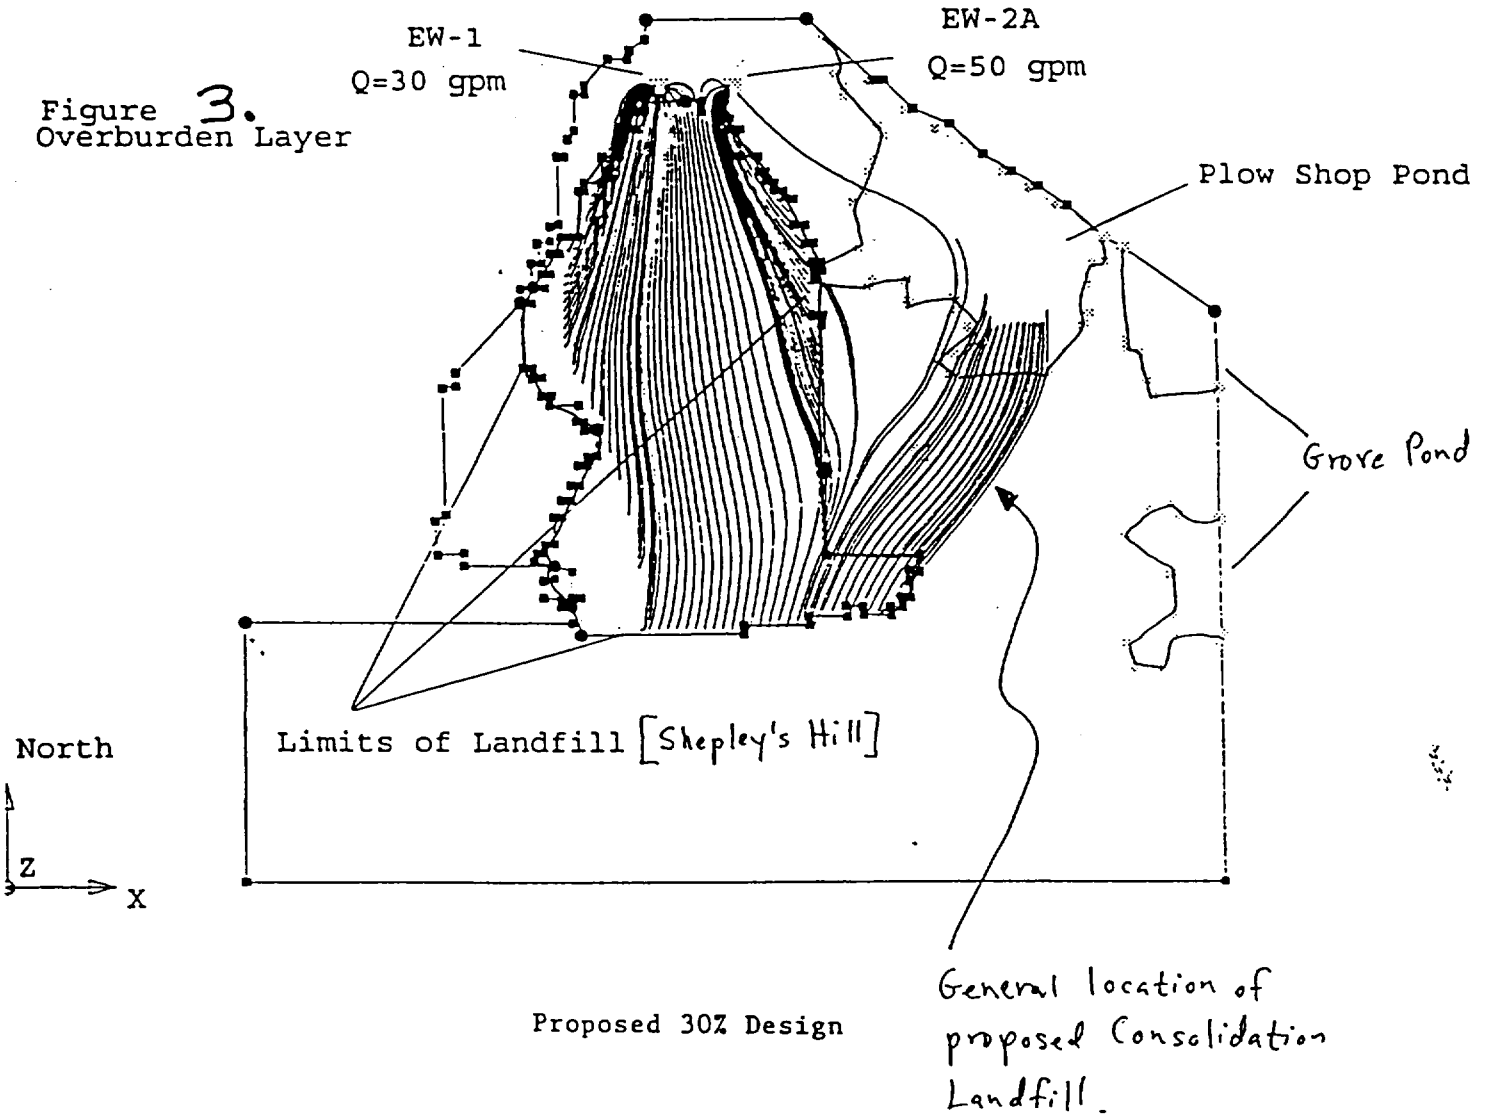 EW-1
Q=30 gpm
EW-2A
Q=50 gpm
Figure 3.
Overburden Layer
Plow Shop Pond
Grove Pond
Limits of Landfill [Shepley's Hill]
North
Z
X
Proposed 30% Design
General location of
proposed Consolidation
Landfill.